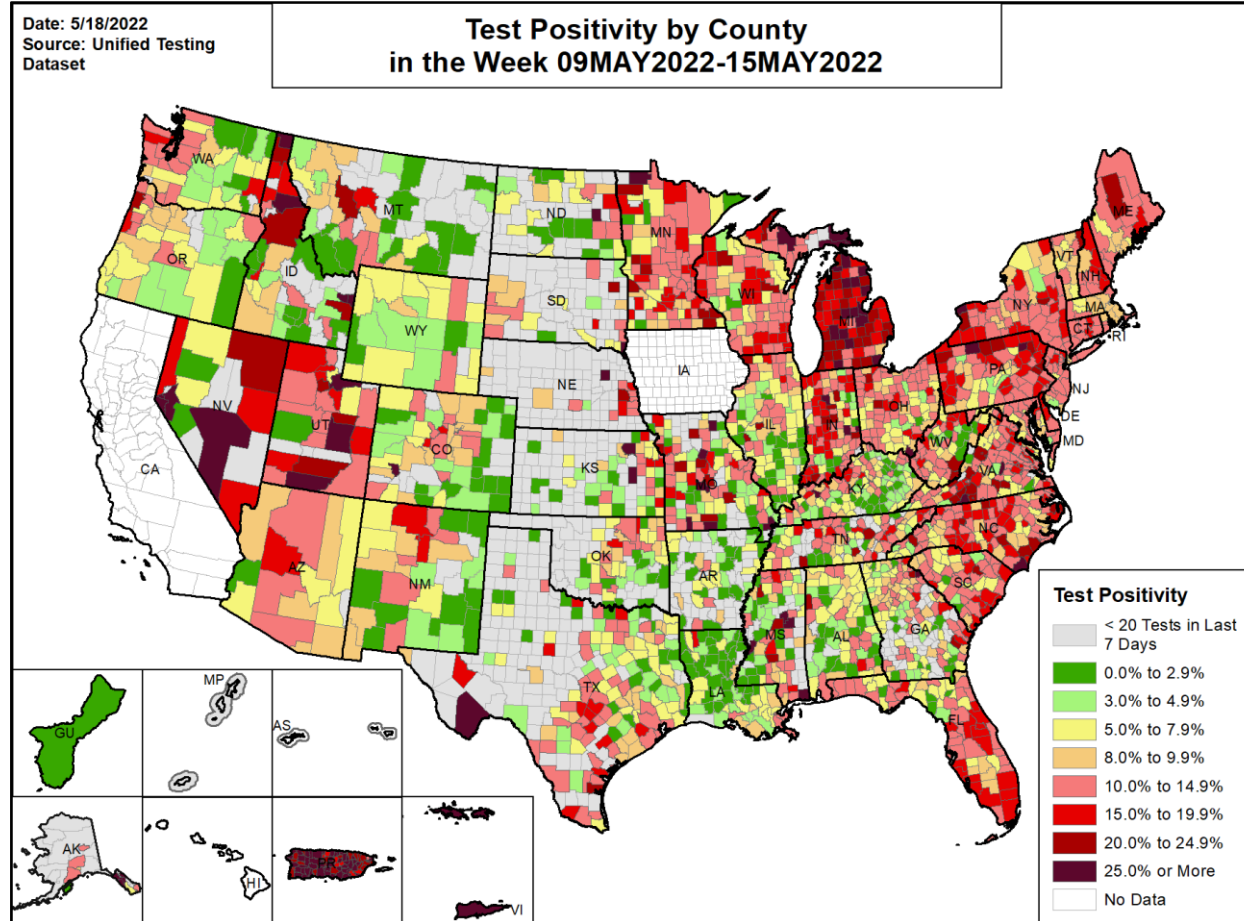 Date: 5/18/2022
Source: Unified Testing
Dataset
Test Positivity by County
in the Week 09MAY2022-15MAY2022
WA
MT
ND
MN
ME
OR
ID
SD
WI
MI
VT
NH
NY
MA
CT
RI
WY
NE
IA
PA
NJ
NV
UT
CO
IL
IN
OH
DE
MD
WV
CA
KS
MO
KY
VA
AZ
NM
OK
AR
TN
NC
SC
MS
AL
GA
TX
LA
FL
GU
MP
AS
AK
HI
PR
VI
Test Positivity
< 20 Tests in Last
7 Days
0.0% to 2.9%
3.0% to 4.9%
5.0% to 7.9%
8.0% to 9.9%
10.0% to 14.9%
15.0% to 19.9%
20.0% to 24.9%
25.0% or More
No Data